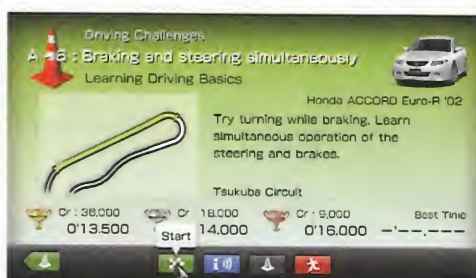 Driving Challenges
A - 6 : Braking and steering simultaneously
Learning Driving Basics
Honda ACCORD Euro-R '02
Try turning while braking. Learn
simultaneous operation of the
steering and brakes.
Tsukuba Circuit
Cr : 36,000 Cr 18,000 Cr : 9,000 Best Time
0'13.500 14.000 0'16.000 -'--.---
Start